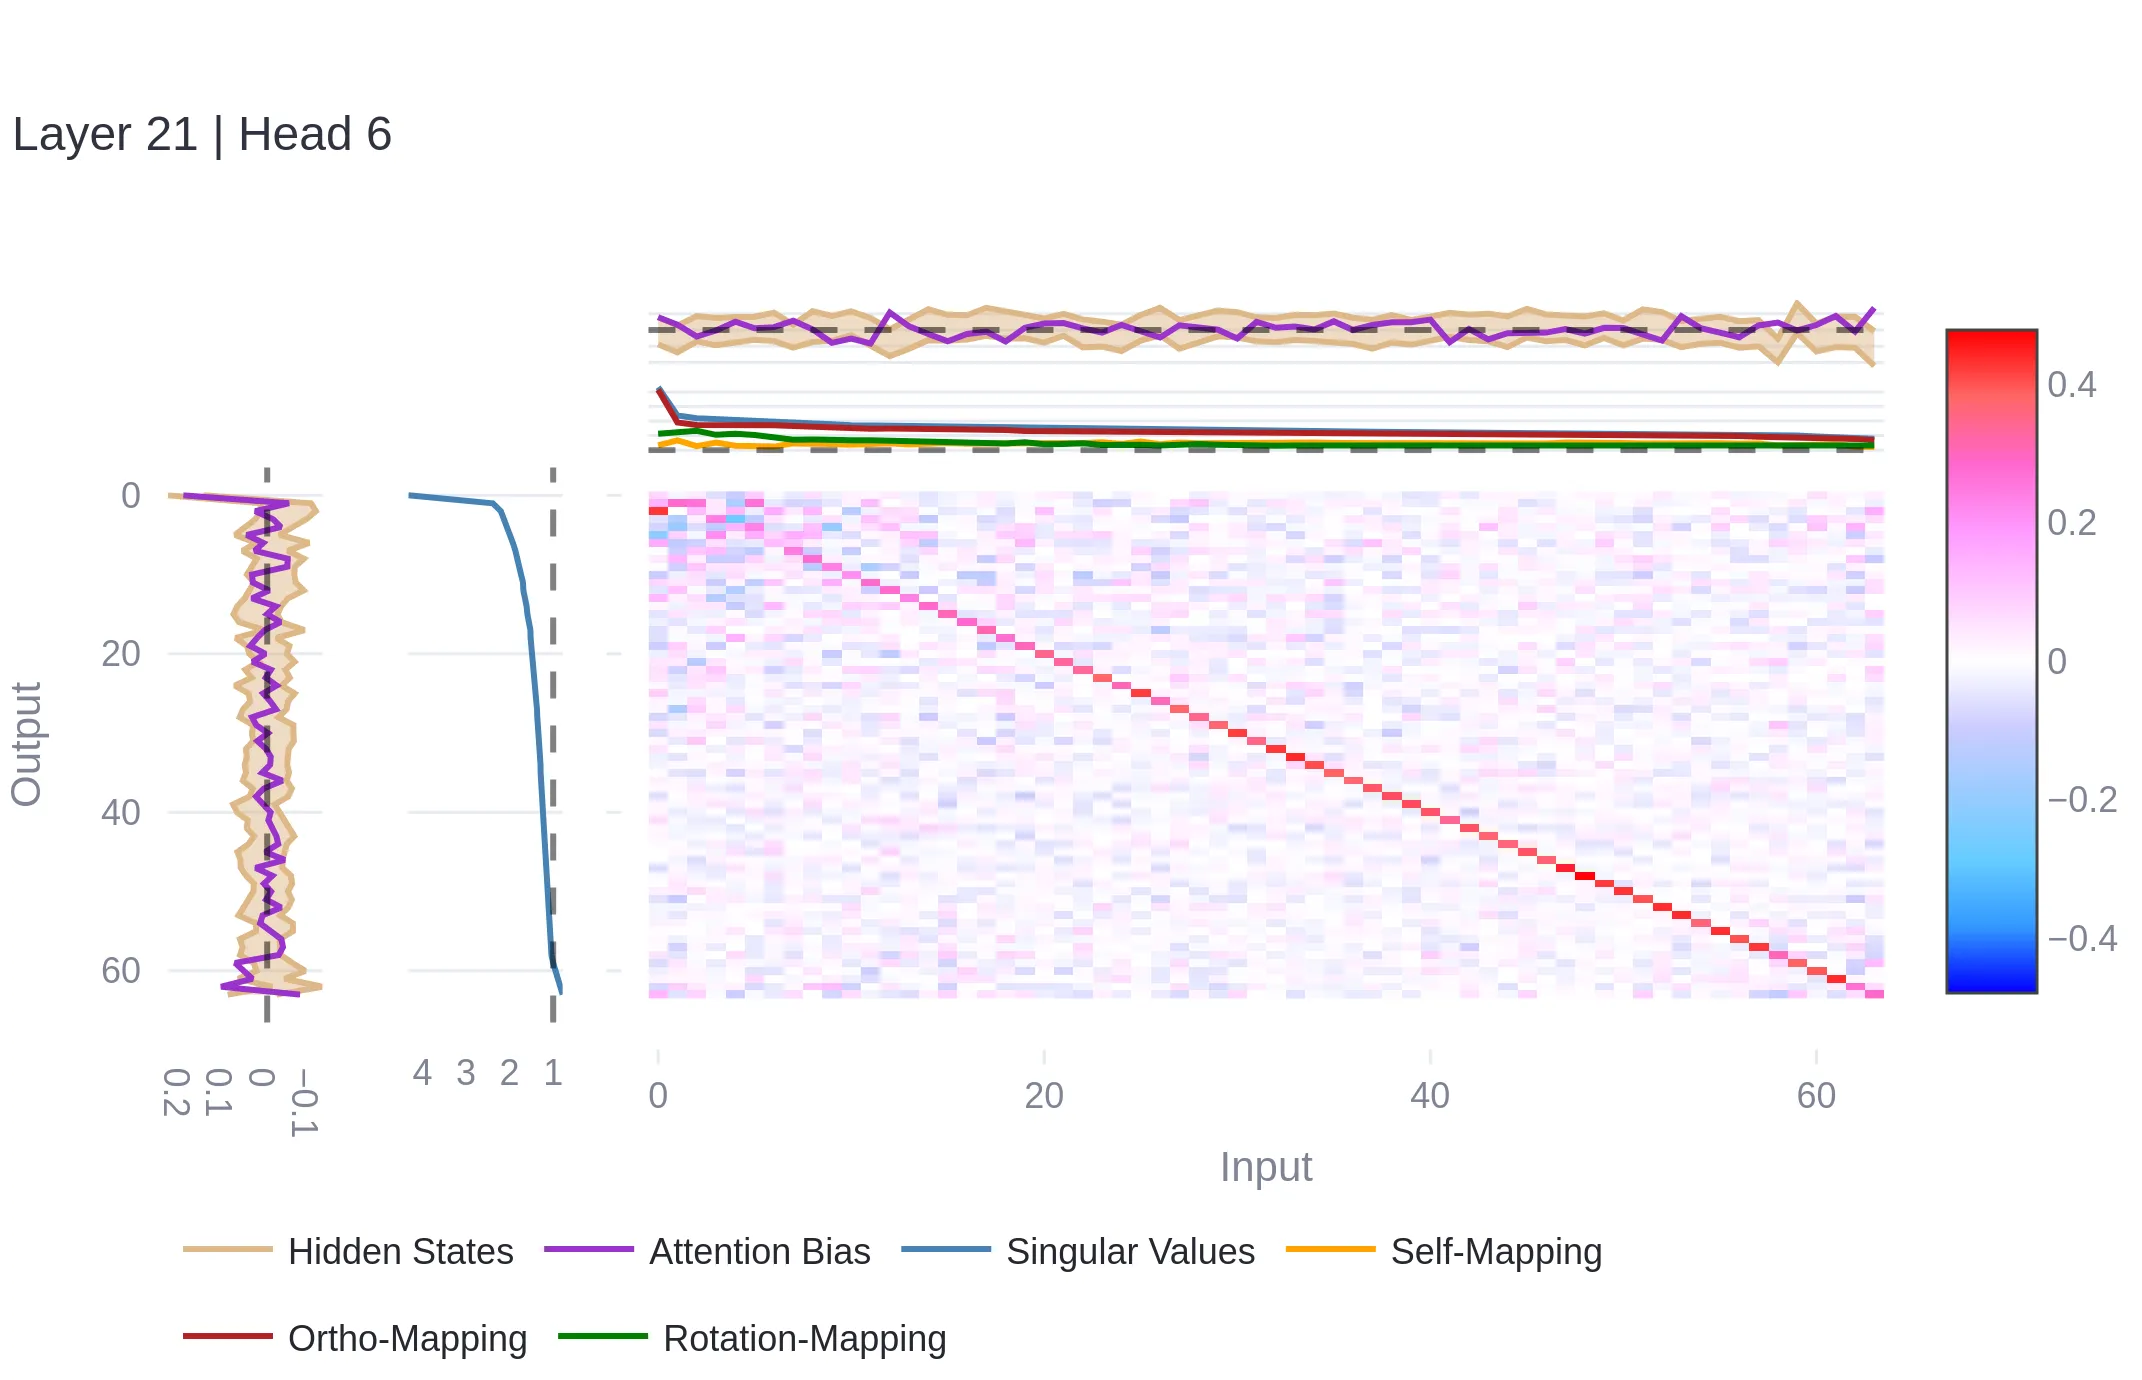 Layer 21 | Head 6
0
20
40
60
Output
0.2
0.1
0
−0.1
4 3 2 1
0 20 40 60
Input
0.4
0.2
0
−0.2
−0.4
Hidden States Attention Bias Singular Values Self-Mapping
Ortho-Mapping Rotation-Mapping